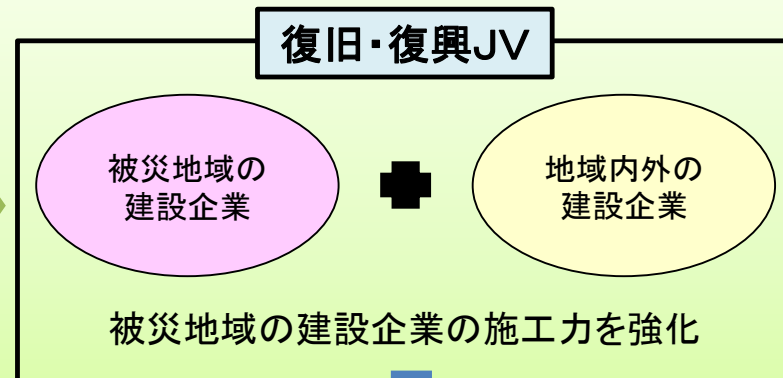 復旧・復興JV
被災地域の
建設企業
地域内外の
建設企業
被災地域の建設企業の施工力を強化